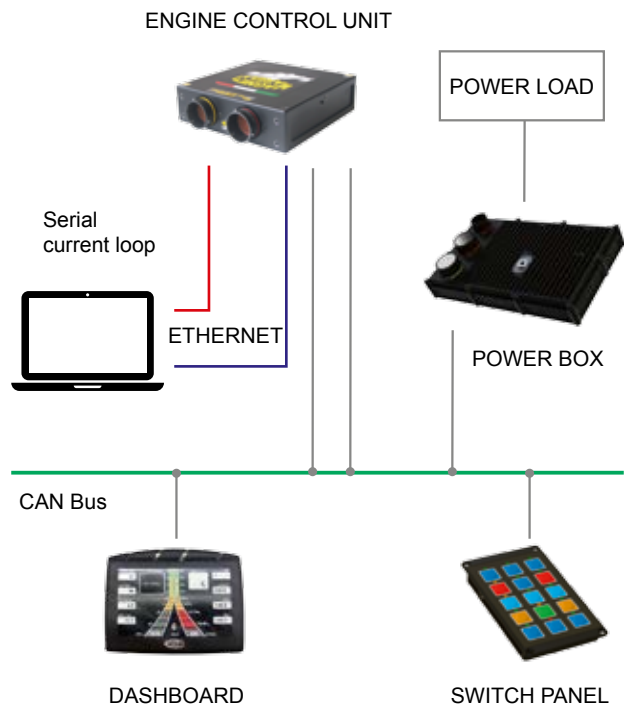 ENGINE CONTROL UNIT
POWER LOAD
Serial
current loop
ETHERNET
POWER BOX
CAN Bus
DASHBOARD
SWITCH PANEL